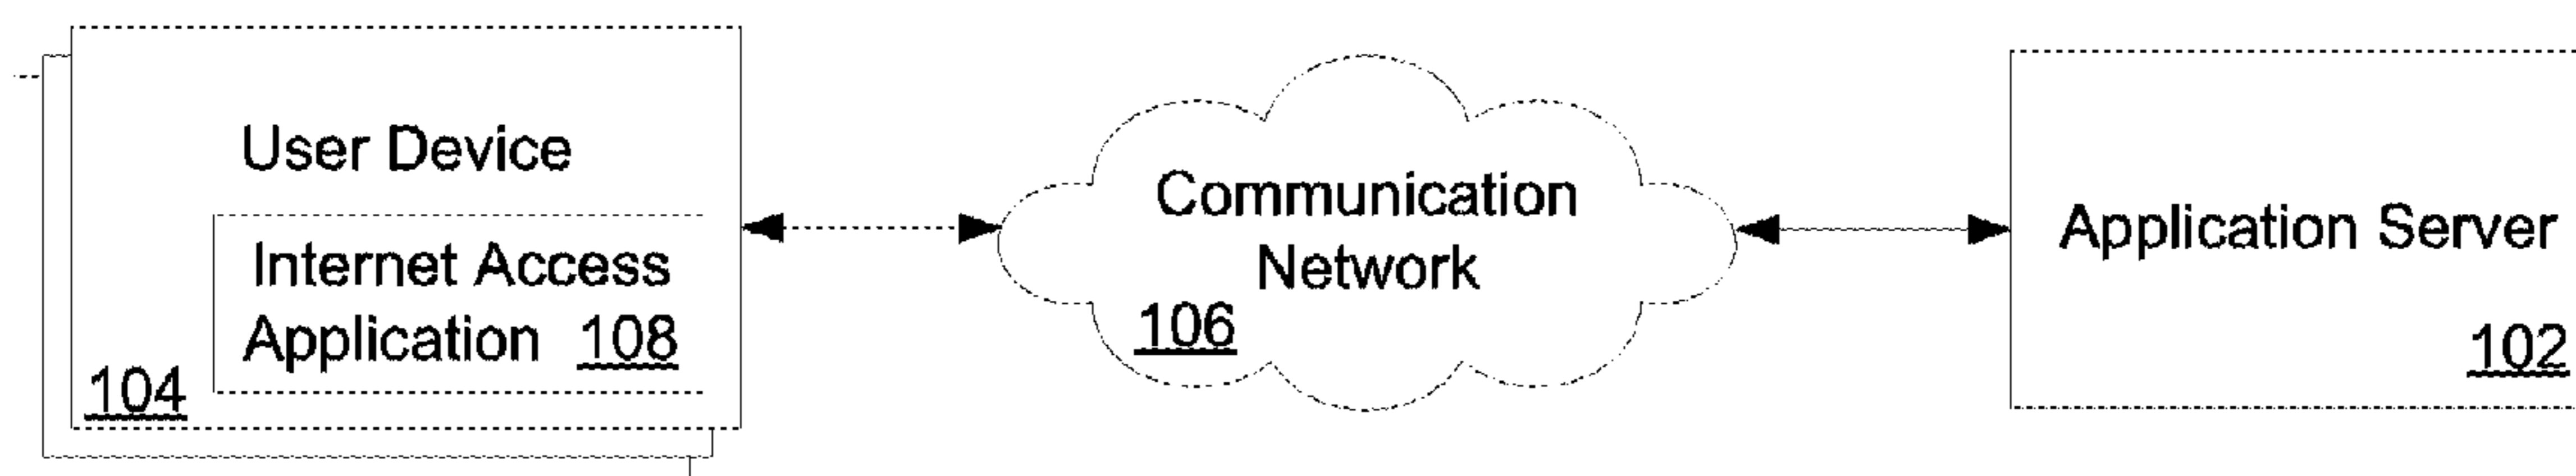 User Device
Internet Access
Application 108
104
Communication
Network
106
Application Server
102